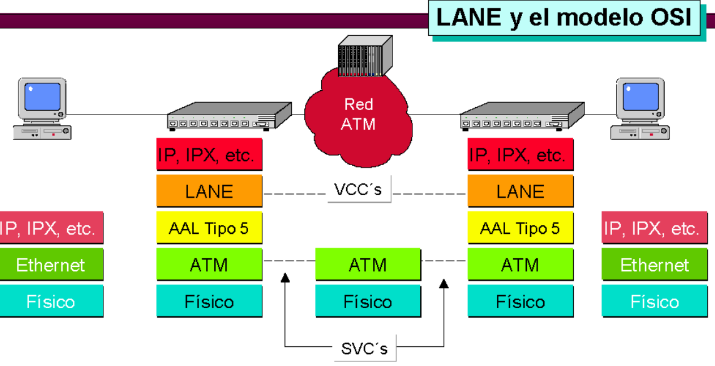 LANE y el modelo OSI
Red
ATM
IP, IPX, etc.
IP, IPX, etc.
LANE
VCC´s
LANE
IP, IPX, etc.
AAL Tipo 5
AAL Tipo 5
IP, IPX, etc.
Ethernet
ATM
ATM
ATM
Ethernet
Físico
Físico
Físico
Físico
Físico
SVC´s